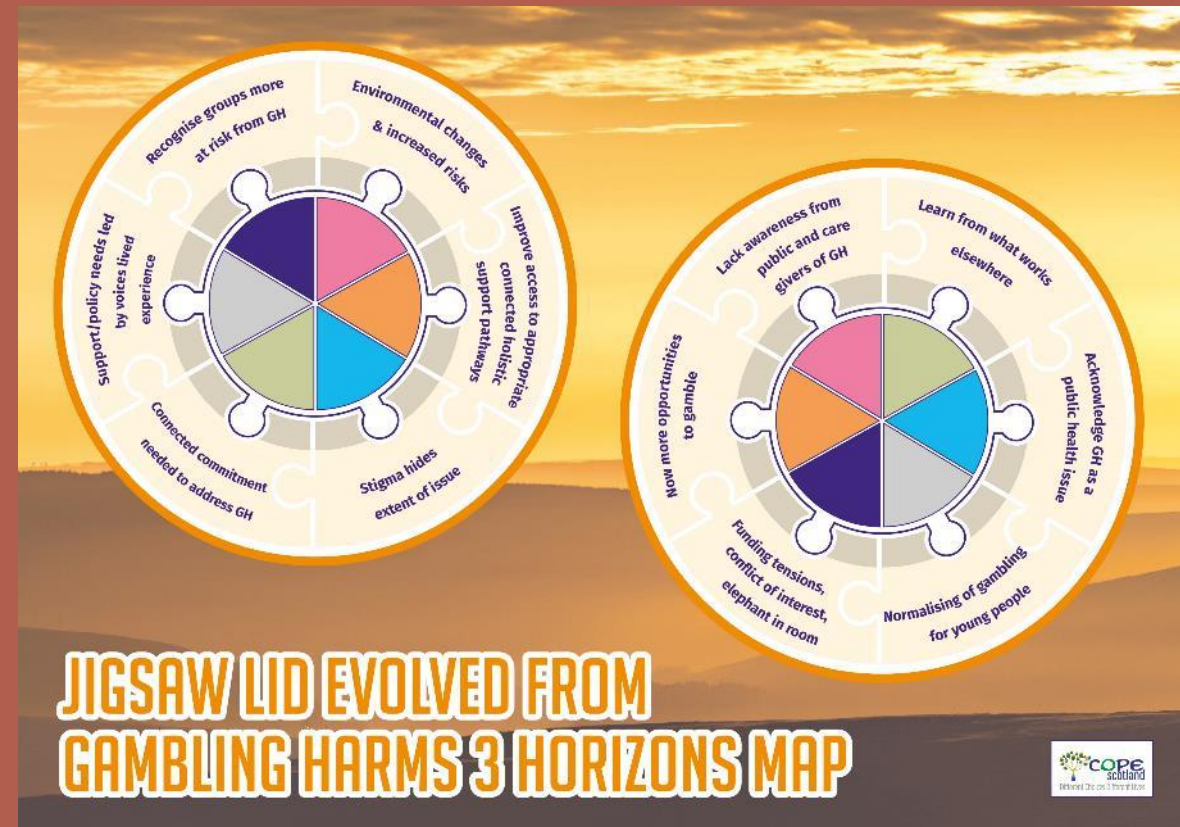 Recognise groups more
at risk from GH
Environmental changes
& increased risks
Improve access to appropriate
connected holistic
support pathways
Stigma hides
extent of issue
Connected commitment
needed to address GH
Support/policy needs led
by voices lived
experience
Lack awareness from
public and care
givers of GH
Learn from what works
elsewhere
Acknowledge GH as a
public health issue
Normalising of gambling
for young people
Funding tensions,
conflict of interest,
elephant in room
Now more opportunities
to gamble
JIGSAW LID EVOLVED FROM
GAMBLING HARMS 3 HORIZONS MAP
COPE
scotland
Different Choices Different Lives